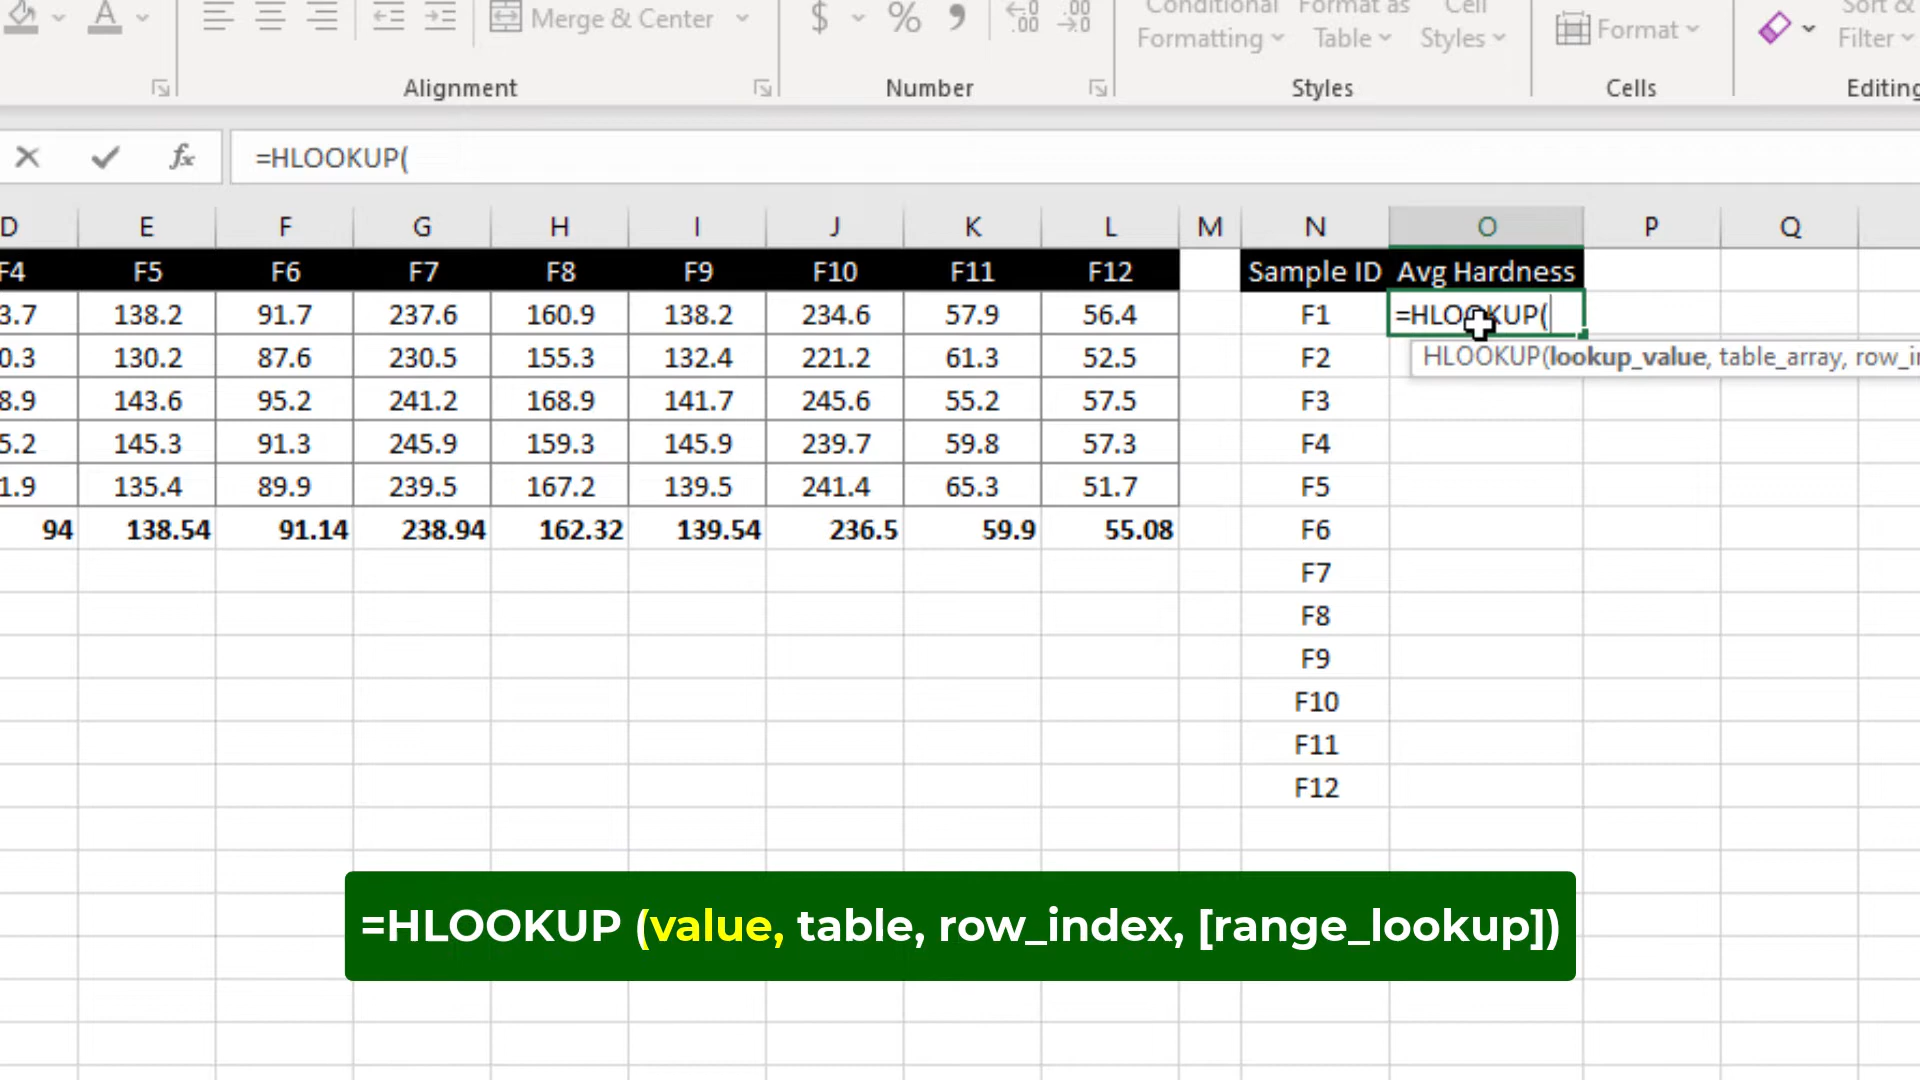 Conditional Format as Cell Sort &
Merge & Center $ % Formatting Table Styles Format Filter
Alignment Number Styles Cells Editing
fx =HLOOKUP(
D E F G H I J K L M N O P Q
F4 F5 F6 F7 F8 F9 F10 F11 F12 Sample ID Avg Hardness
3.7 138.2 91.7 237.6 160.9 138.2 234.6 57.9 56.4 F1 =HLOOKUP(
0.3 130.2 87.6 230.5 155.3 132.4 221.2 61.3 52.5 F2 HLOOKUP(lookup_value, table_array, row_in
8.9 143.6 95.2 241.2 168.9 141.7 245.6 55.2 57.5 F3
5.2 145.3 91.3 245.9 159.3 145.9 239.7 59.8 57.3 F4
1.9 135.4 89.9 239.5 167.2 139.5 241.4 65.3 51.7 F5
94 138.54 91.14 238.94 162.32 139.54 236.5 59.9 55.08 F6
F7
F8
F9
F10
F11
F12
=HLOOKUP (value, table, row_index, [range_lookup])